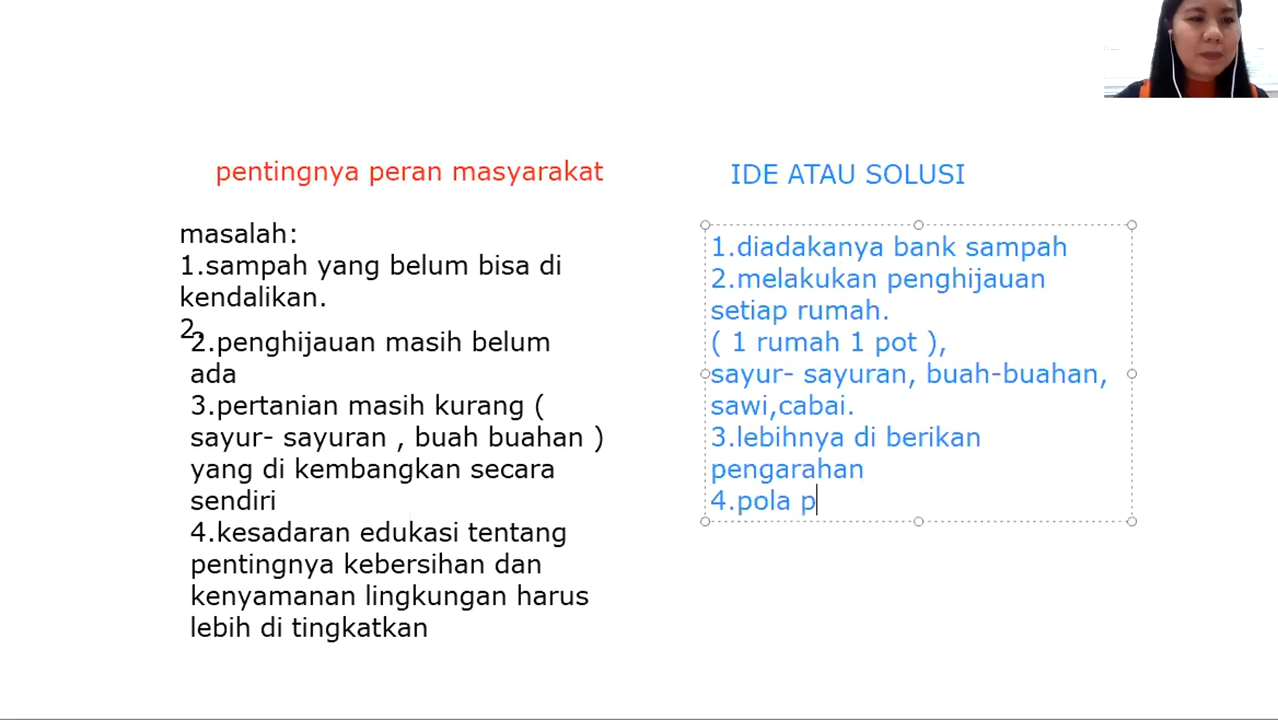 pentingnya peran masyarakat
masalah:
1.sampah yang belum bisa di
kendalikan.
2.
2.penghijauan masih belum
ada
3.pertanian masih kurang (
sayur- sayuran , buah buahan )
yang di kembangkan secara
sendiri
4.kesadaran edukasi tentang
pentingnya kebersihan dan
kenyamanan lingkungan harus
lebih di tingkatkan
IDE ATAU SOLUSI
1.diadakanya bank sampah
2.melakukan penghijauan
setiap rumah.
( 1 rumah 1 pot ),
sayur- sayuran, buah-buahan,
sawi,cabai.
3.lebihnya di berikan
pengarahan
4.pola p